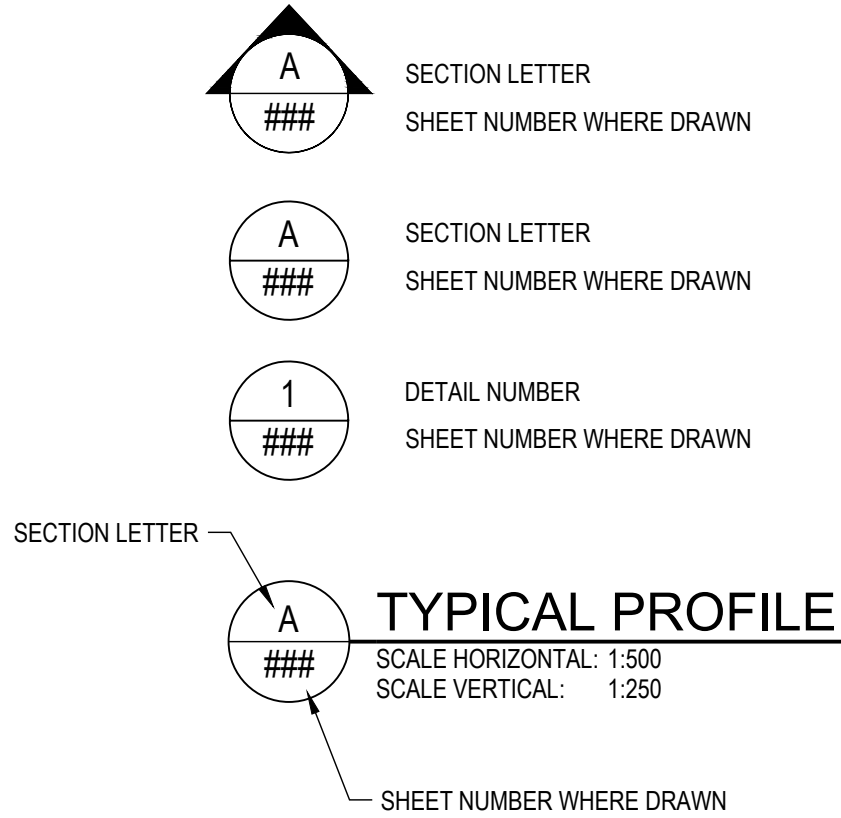 A
###
SECTION LETTER
SHEET NUMBER WHERE DRAWN
A
###
SECTION LETTER
SHEET NUMBER WHERE DRAWN
1
###
DETAIL NUMBER
SHEET NUMBER WHERE DRAWN
SECTION LETTER
A
###
TYPICAL PROFILE
SCALE HORIZONTAL: 1:500
SCALE VERTICAL: 1:250
SHEET NUMBER WHERE DRAWN